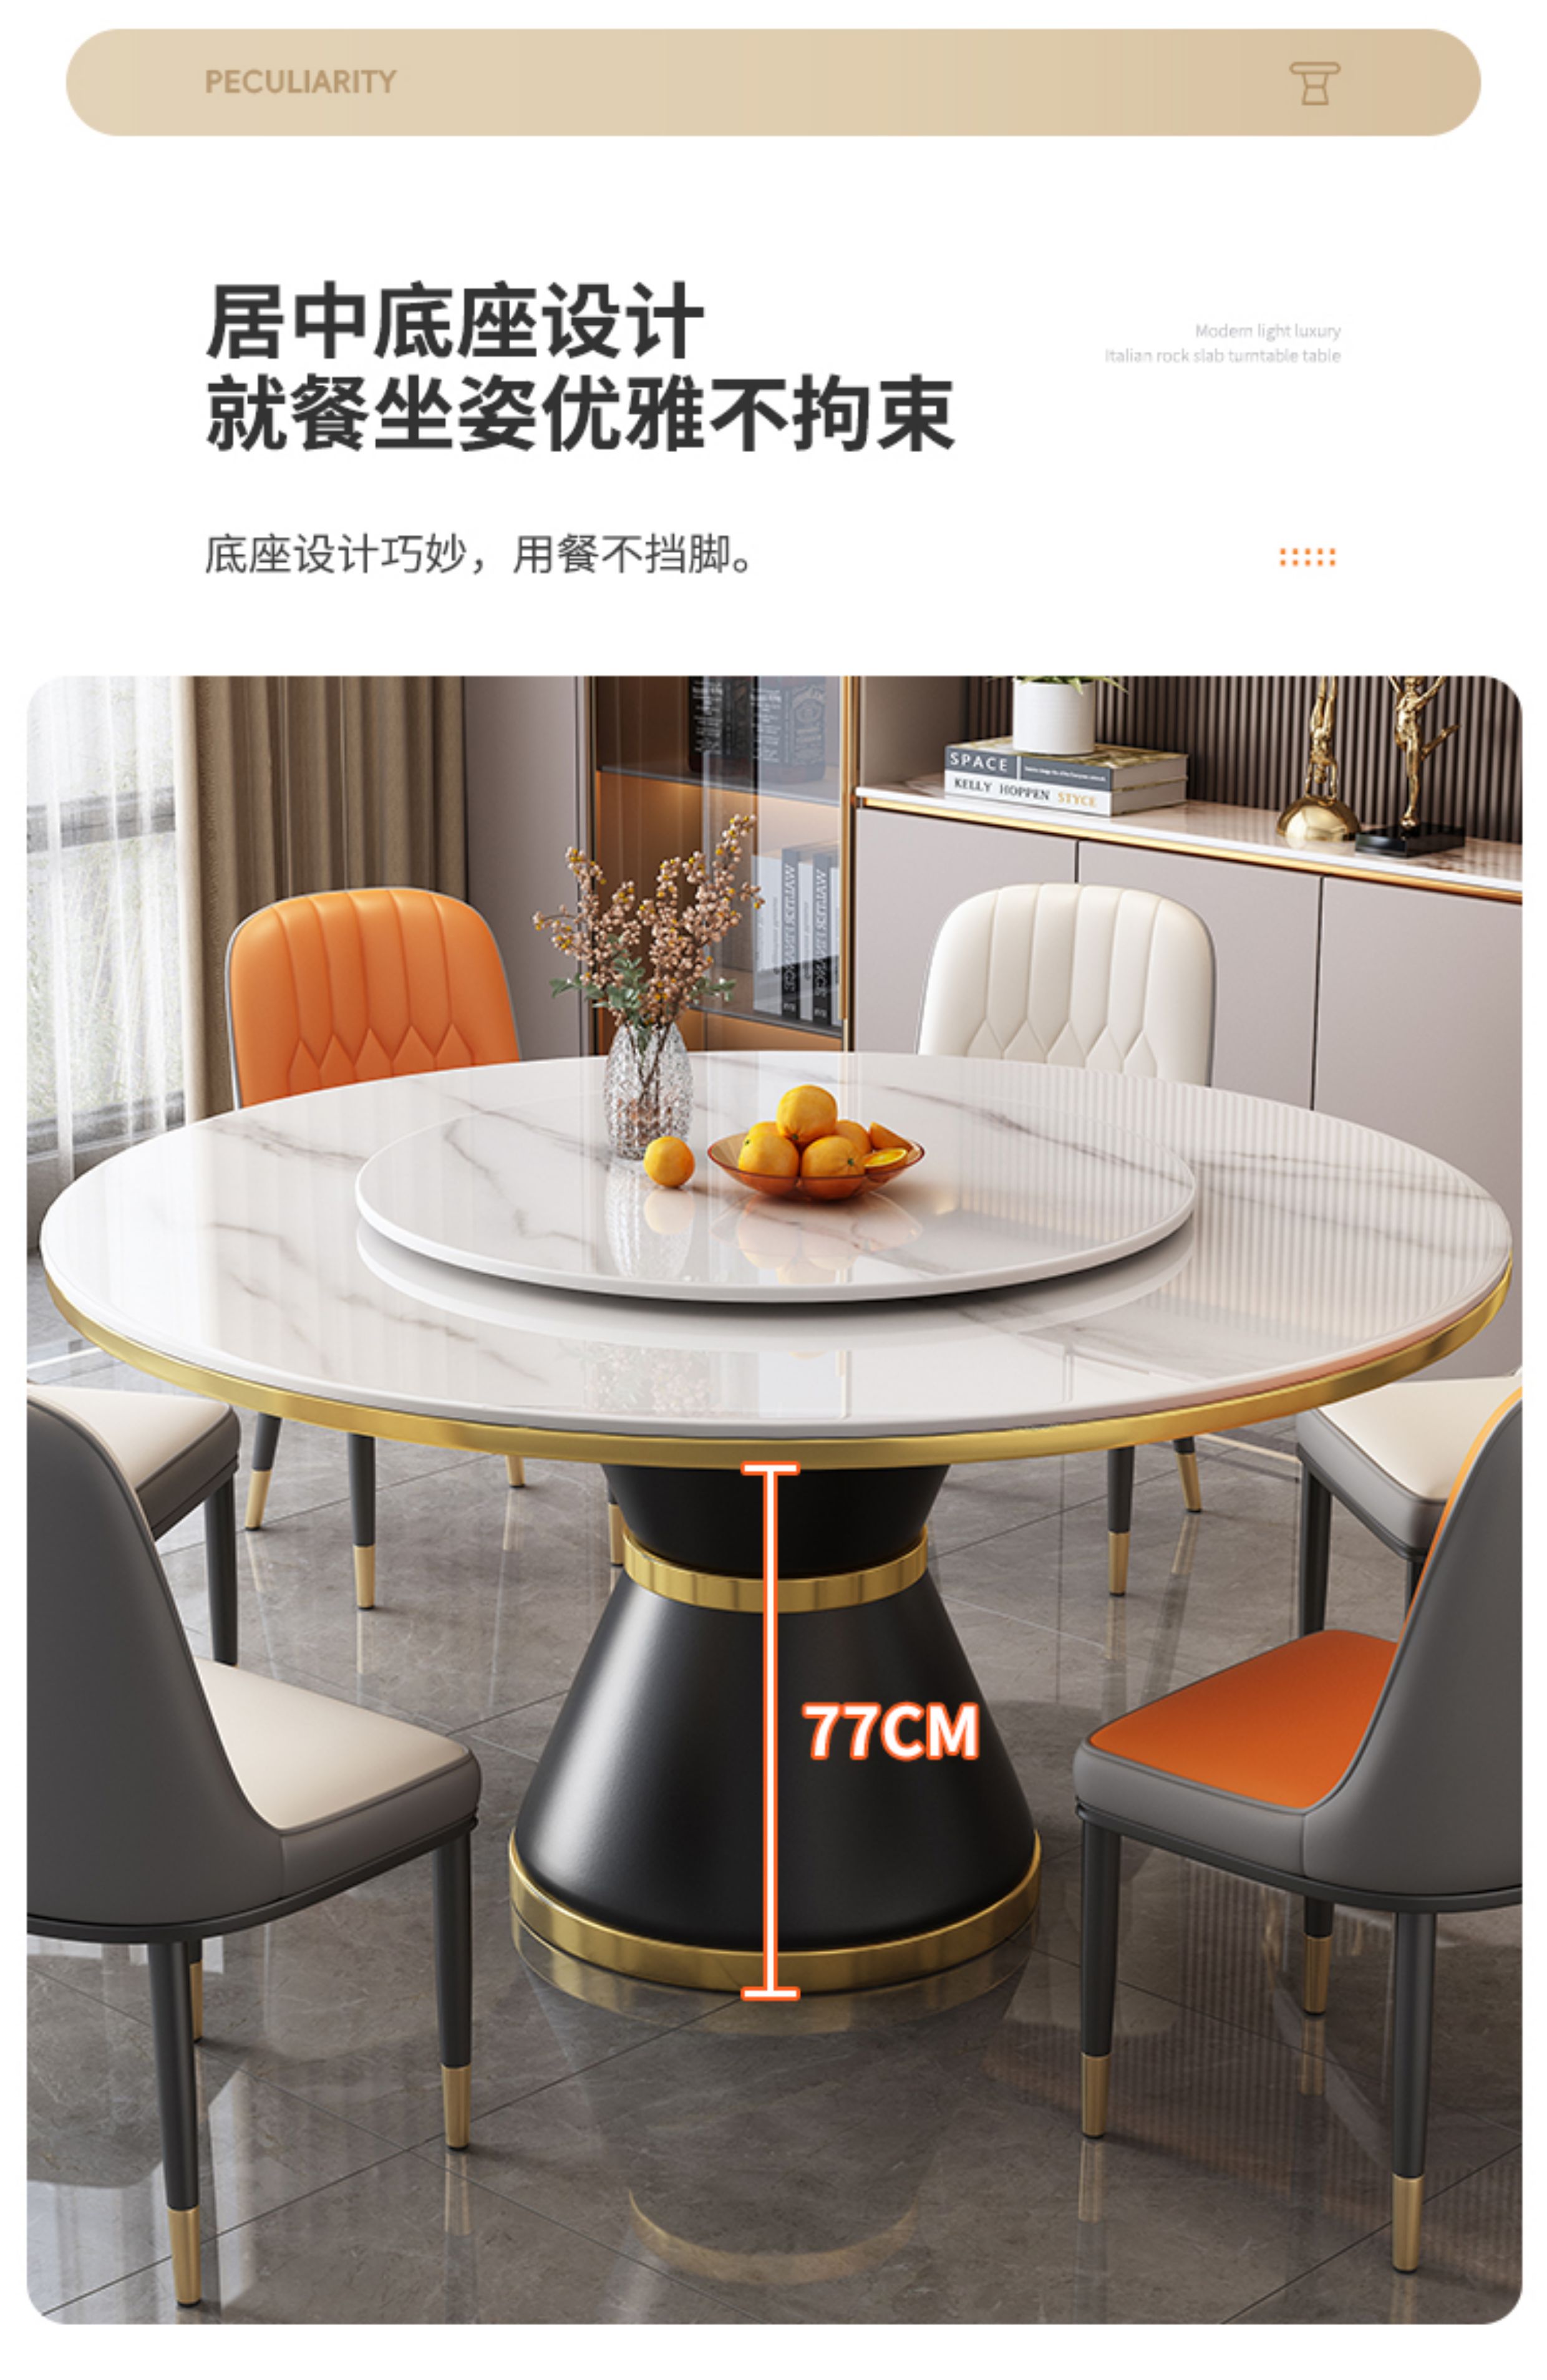 PECULIARITY
居中底座设计
就餐坐姿优雅不拘束
Modern light luxury
Italian rock slab turntable table
底座设计巧妙，用餐不挡脚。
SPACE
KELLY HOPPEN STYCE
77CM